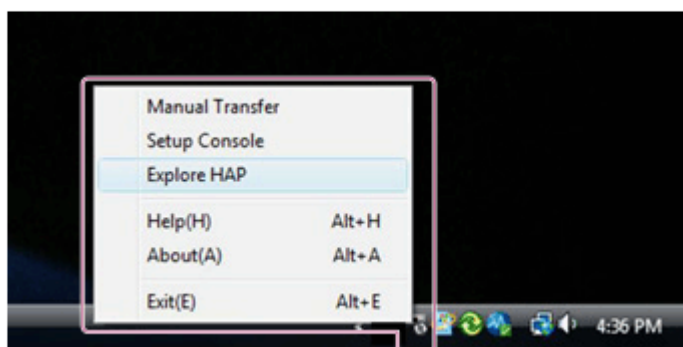 Manual Transfer
Setup Console
Explore HAP
Help(H) Alt+H
About(A) Alt+A
Exit(E) Alt+E
4:36 PM